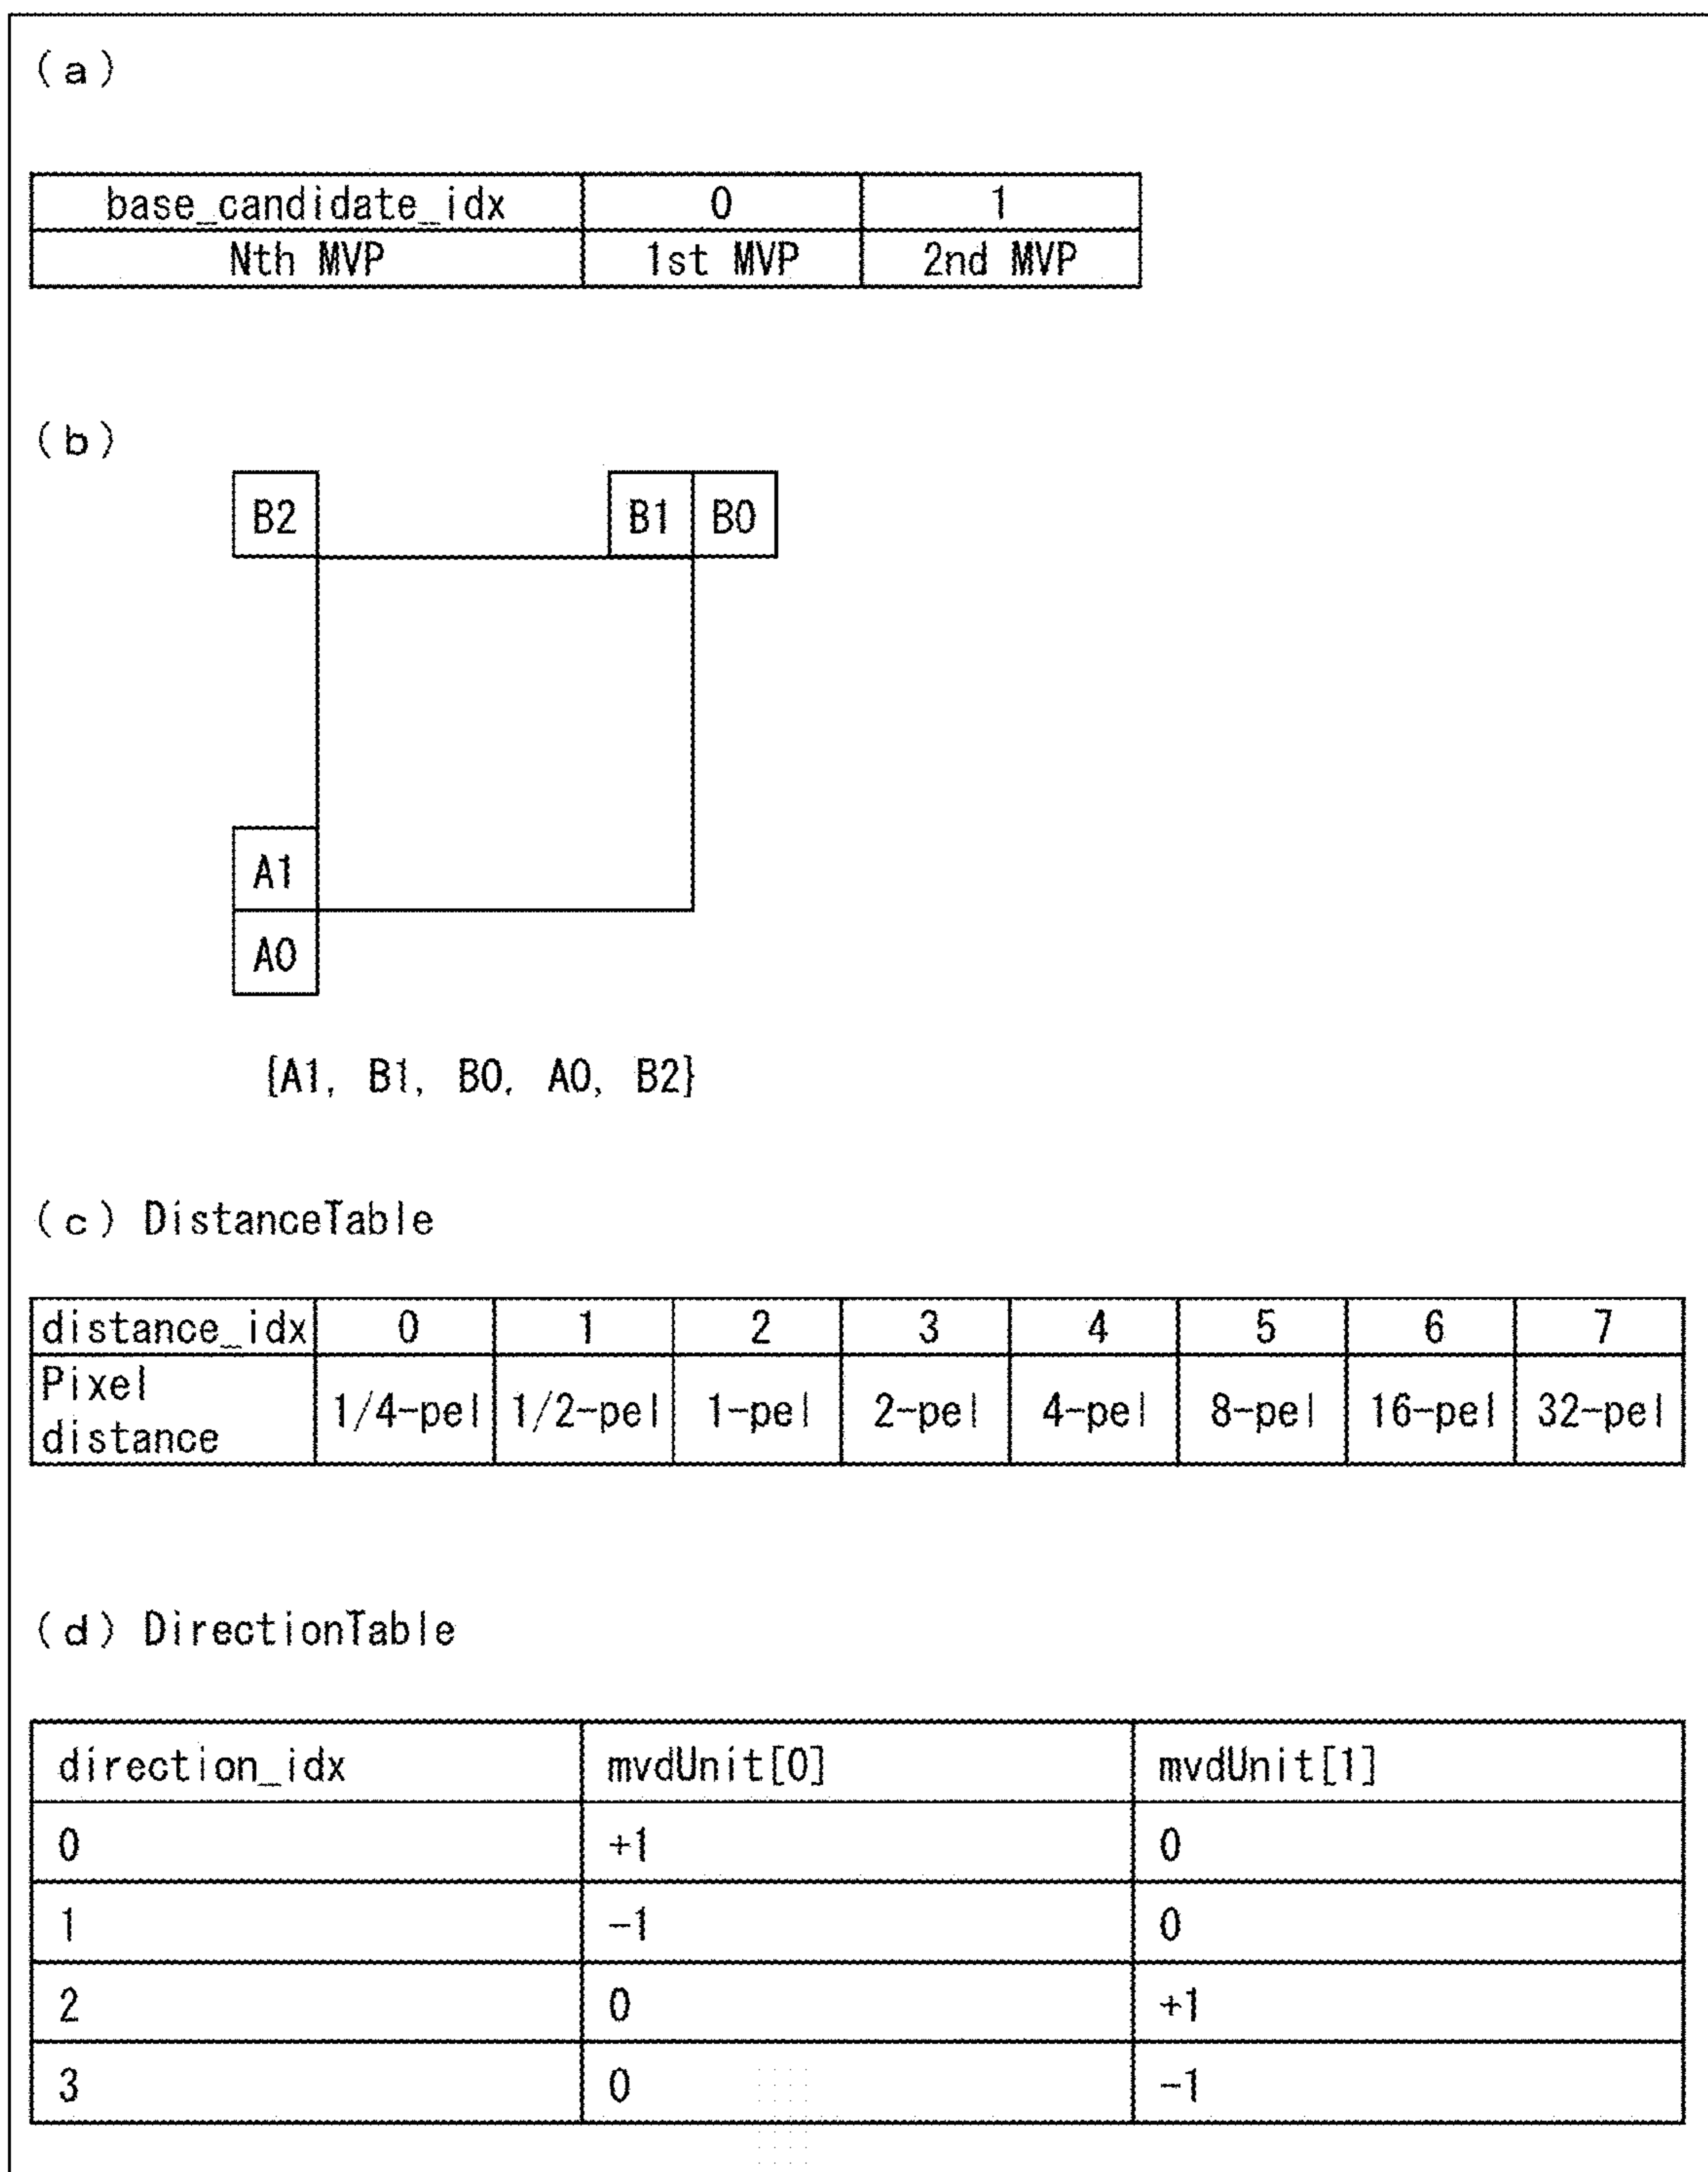 (a)
base_candidate_idx 0 1
Nth MVP 1st MVP 2nd MVP
(b)
B2 B1 B0
A1
A0
{A1, B1, B0, A0, B2}
(c) DistanceTable
distance_idx 0 1 2 3 4 5 6 7
Pixel
distance 1/4-pel 1/2-pel 1-pel 2-pel 4-pel 8-pel 16-pel 32-pel
(d) DirectionTable
direction_idx mvdUnit[0] mvdUnit[1]
0 +1 0
1 -1 0
2 0 +1
3 0 -1